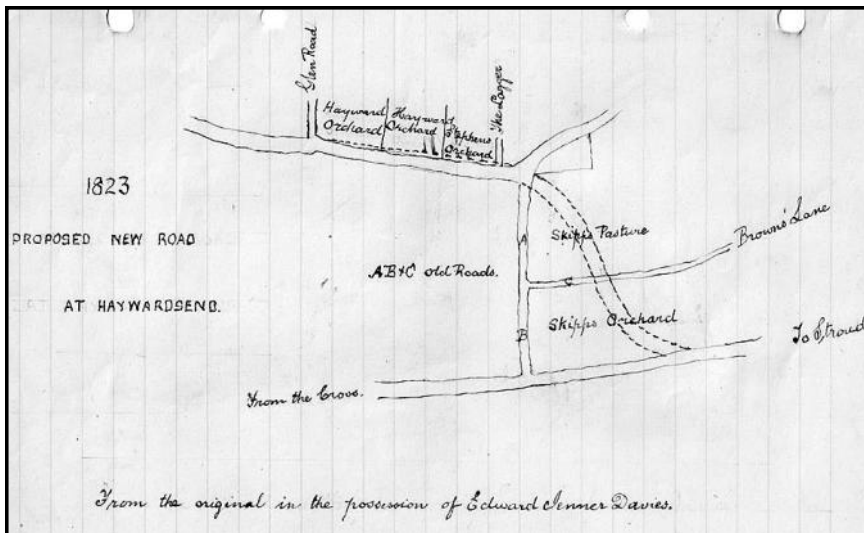 Glen Road
Hayward
Orchard
Hayward
Orchard
Stephens
Orchard
The Lagger
1823
PROPOSED NEW ROAD
AT HAYWARDSEND.
A
Skipps Pasture
Browns' Lane
A B & C Old Roads.
C
B
Skipps Orchard
To Stroud
From the Cross.
From the original in the possession of Edward Jenner Davies.